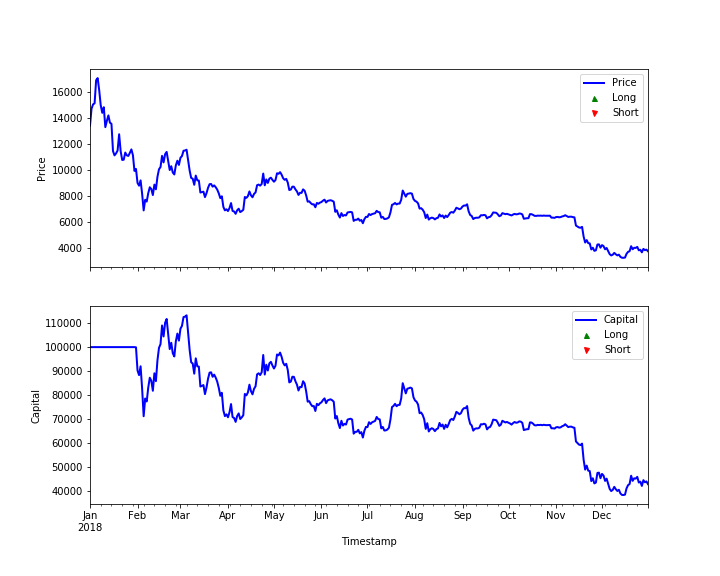 Price
Long
Short
16000
14000
12000
10000
8000
6000
4000
Price
Capital
Long
Short
110000
100000
90000
80000
70000
60000
50000
40000
Capital
Jan Feb Mar Apr May Jun Jul Aug Sep Oct Nov Dec
2018
Timestamp